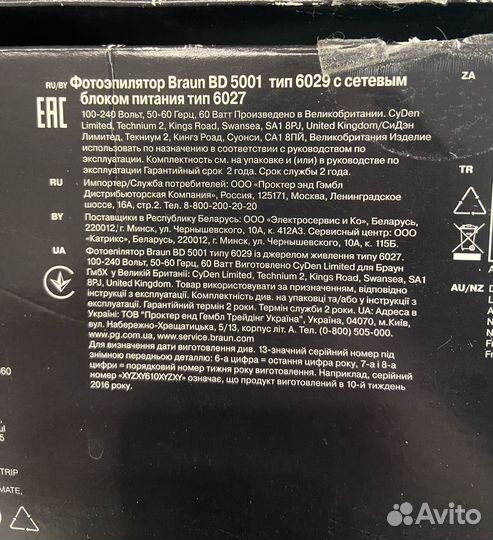 RU/BY Фотоэпилятор Braun BD 5001 тип 6029 с сетевым
блоком питания тип 6027
EAC
100-240 Вольт, 50-60 Герц, 60 Ватт Произведено в Великобритании. CyDen
Limited, Technium 2, Kings Road, Swansea, SA1 8PJ, United Kingdom/СиДэн
Лимитед, Техниум 2, Кингз Роад, Суонси, СА1 8ПЙ, Великобритания Изделие
использовать по назначению в соответствии с руководством по
эксплуатации. Комплектность см. на упаковке и (или) в руководстве по
эксплуатации Гарантийный срок 2 года. Срок службы 2 года.
RU Импортер/Служба потребителей: ООО «Проктер энд Гэмбл
Дистрибьюторская Компания», Россия, 125171, Москва, Ленинградское
шоссе, 16А, стр.2. Тел. 8-800-200-20-20
BY Поставщики в Республику Беларусь: ООО «Электросервис и Ко», Беларусь,
220012, г. Минск, ул. Чернышевского, 10А, к. 412А3. Сервисный центр: ООО
«Катрикс», Беларусь, 220012, г. Минск, ул. Чернышевского, 10А, к. 115Б.
UA Фотоепілятор Braun BD 5001 типу 6029 із джерелом живлення типу 6027.
100-240 Вольт, 50-60 Герц, 60 Ватт Виготовлено CyDen Limited для Браун
ГмбХ у Великій Британії: CyDen Limited, Technium 2, Kings Road, Swansea, SA1
8PJ, United Kingdom. Товар використовувати за призначенням, відповідно
інструкції з експлуатації. Комплектність див. на упаковці та/або у інструкції з
експлуатації. Гарантійний термін 2 роки. Термін служби 2 роки. UA: Адреса в
Україні: ТОВ "Проктер енд Гембл Трейдінг Україна", Україна, 04070, м.Київ,
вул. Набережно-Хрещатицька, 5/13, корпус літ. А. Тел. (0-800) 505-000.
www.pg.com.ua, www.service.braun.com.
Для визначення дати виготовлення див. 13-значний серійний номер під
знімною передньою деталлю: 6-а цифра = остання цифра року, 7-а і 8-а
цифри = порядковий номер тижня року виготовлення. Наприклад, серійний
номер «XYZXY610XYZXY» означає, що продукт виготовлено в 10-й тиждень
2016 року.
ZA
TR
AU/NZ
60
ul
5
TRIP
MATE,
Avito